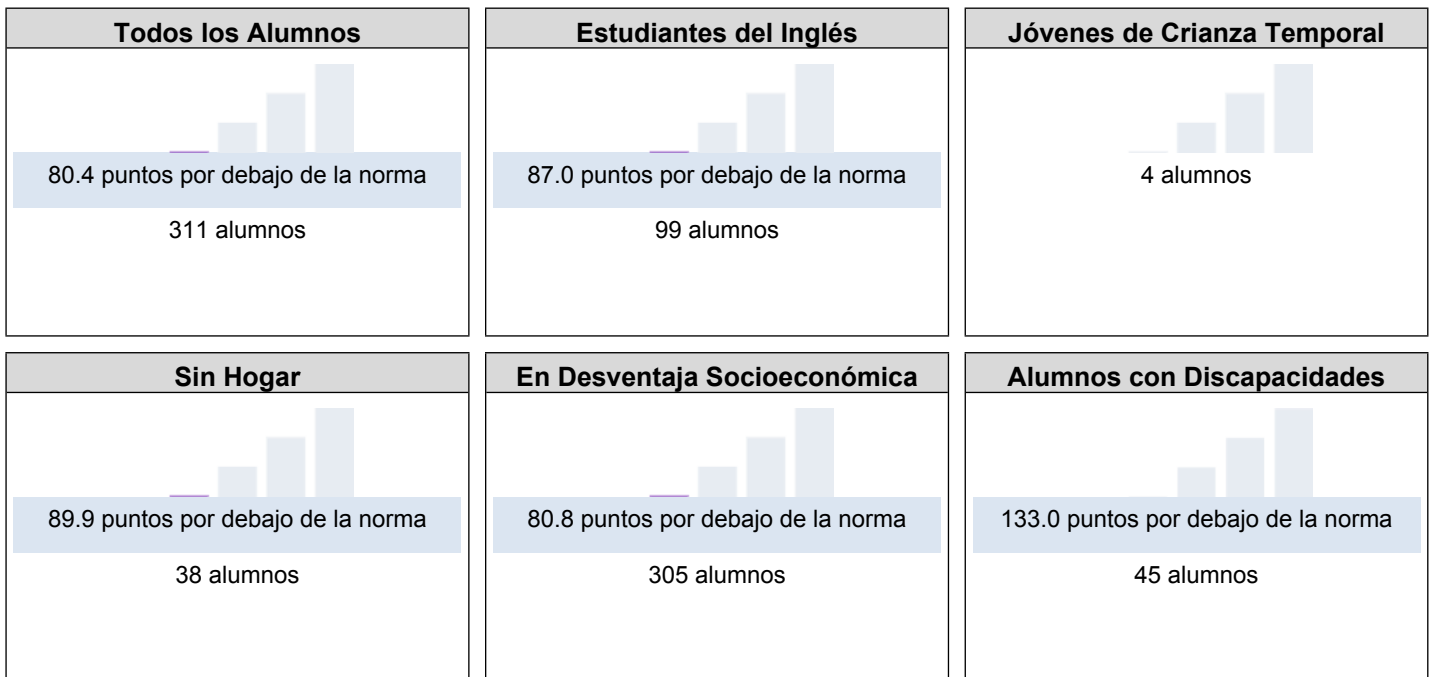 Todos los Alumnos
80.4 puntos por debajo de la norma
311 alumnos
Estudiantes del Inglés
87.0 puntos por debajo de la norma
99 alumnos
Jóvenes de Crianza Temporal
4 alumnos
Sin Hogar
89.9 puntos por debajo de la norma
38 alumnos
En Desventaja Socioeconómica
80.8 puntos por debajo de la norma
305 alumnos
Alumnos con Discapacidades
133.0 puntos por debajo de la norma
45 alumnos